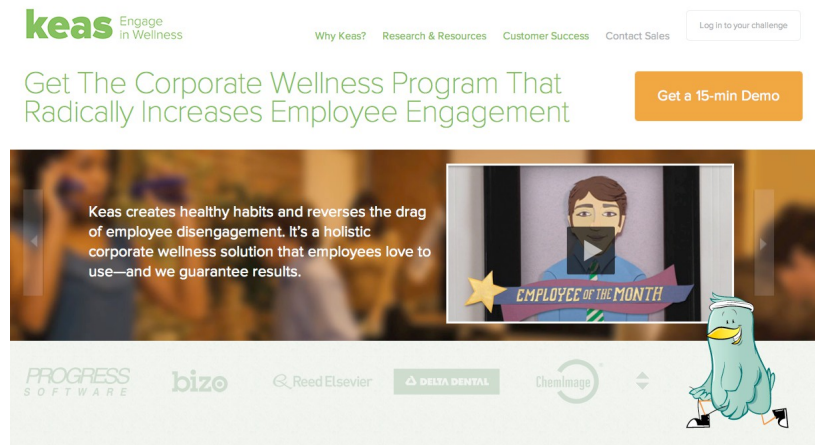 keas Engage
in Wellness
Why Keas? Research & Resources Customer Success Contact Sales Log in to your challenge
Get The Corporate Wellness Program That
Radically Increases Employee Engagement
Get a 15-min Demo
Keas creates healthy habits and reverses the drag
of employee disengagement. It's a holistic
corporate wellness solution that employees love to
use—and we guarantee results.
EMPLOYEE OF THE MONTH
PROGRESS
SOFTWARE
bizo
Reed Elsevier
DELTA DENTAL
ChemImage